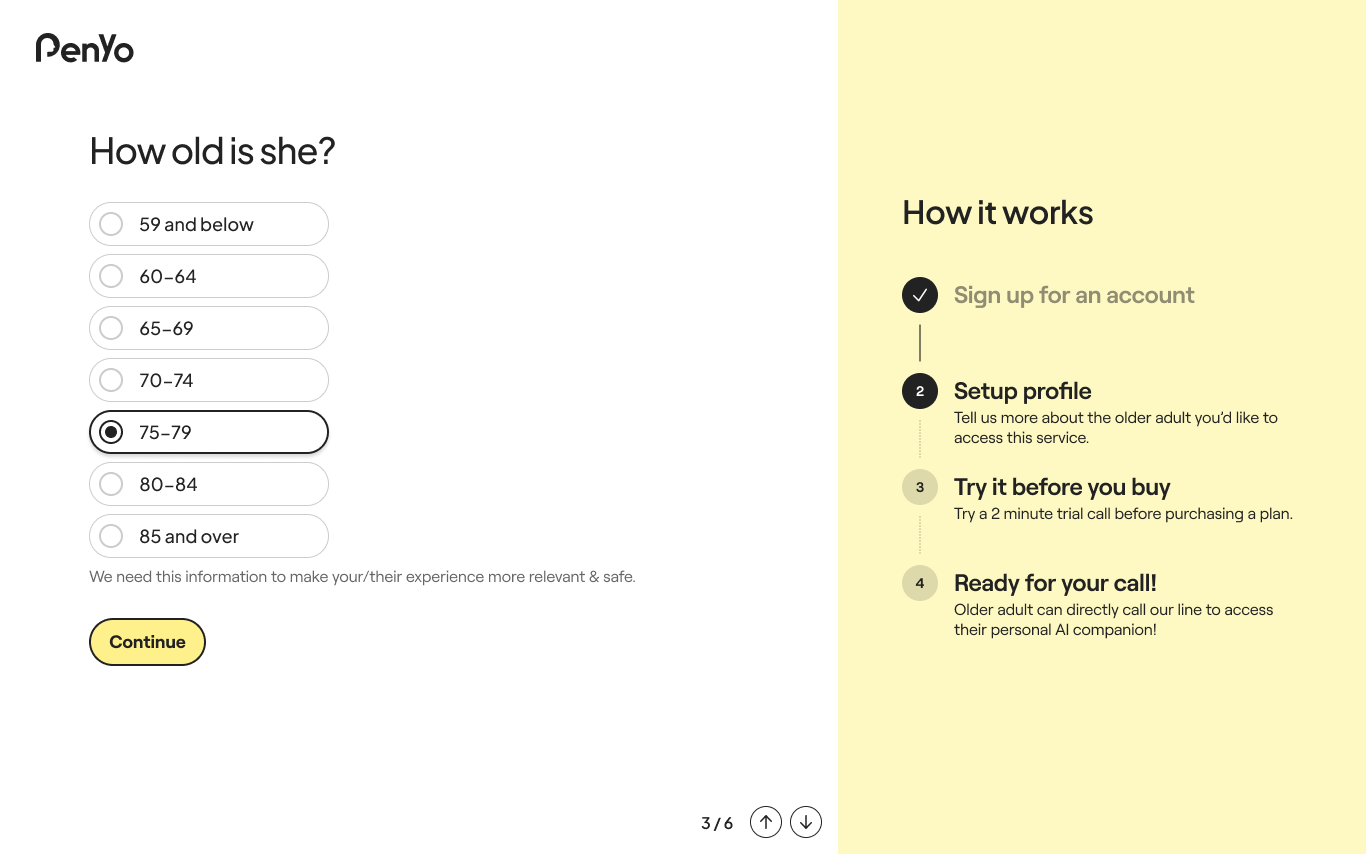 PenYo
How old is she?
59 and below
60–64
65–69
70–74
75–79
80–84
85 and over
We need this information to make your/their experience more relevant & safe.
Continue
3 / 6
How it works
Sign up for an account
2
Setup profile
Tell us more about the older adult you’d like to
access this service.
3
Try it before you buy
Try a 2 minute trial call before purchasing a plan.
4
Ready for your call!
Older adult can directly call our line to access
their personal AI companion!